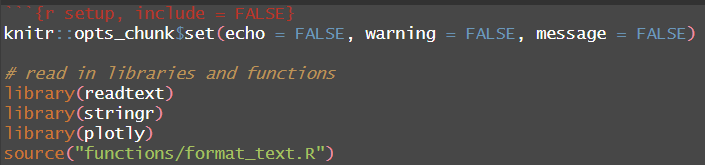 ```{r setup, include = FALSE}
knitr::opts_chunk$set(echo = FALSE, warning = FALSE, message = FALSE)
# read in libraries and functions
library(readtext)
library(stringr)
library(plotly)
source("functions/format_text.R")